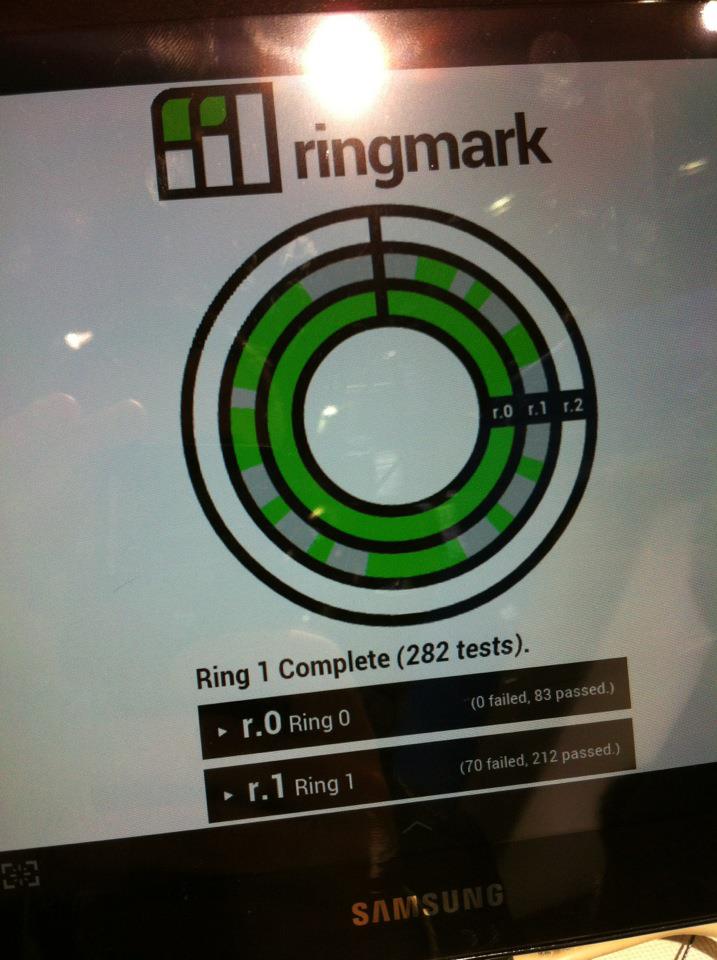 ringmark
r.0 r.1 r.2
Ring 1 Complete (282 tests).
▸ r.0 Ring 0 (0 failed, 83 passed.)
▸ r.1 Ring 1 (70 failed, 212 passed.)
SAMSUNG